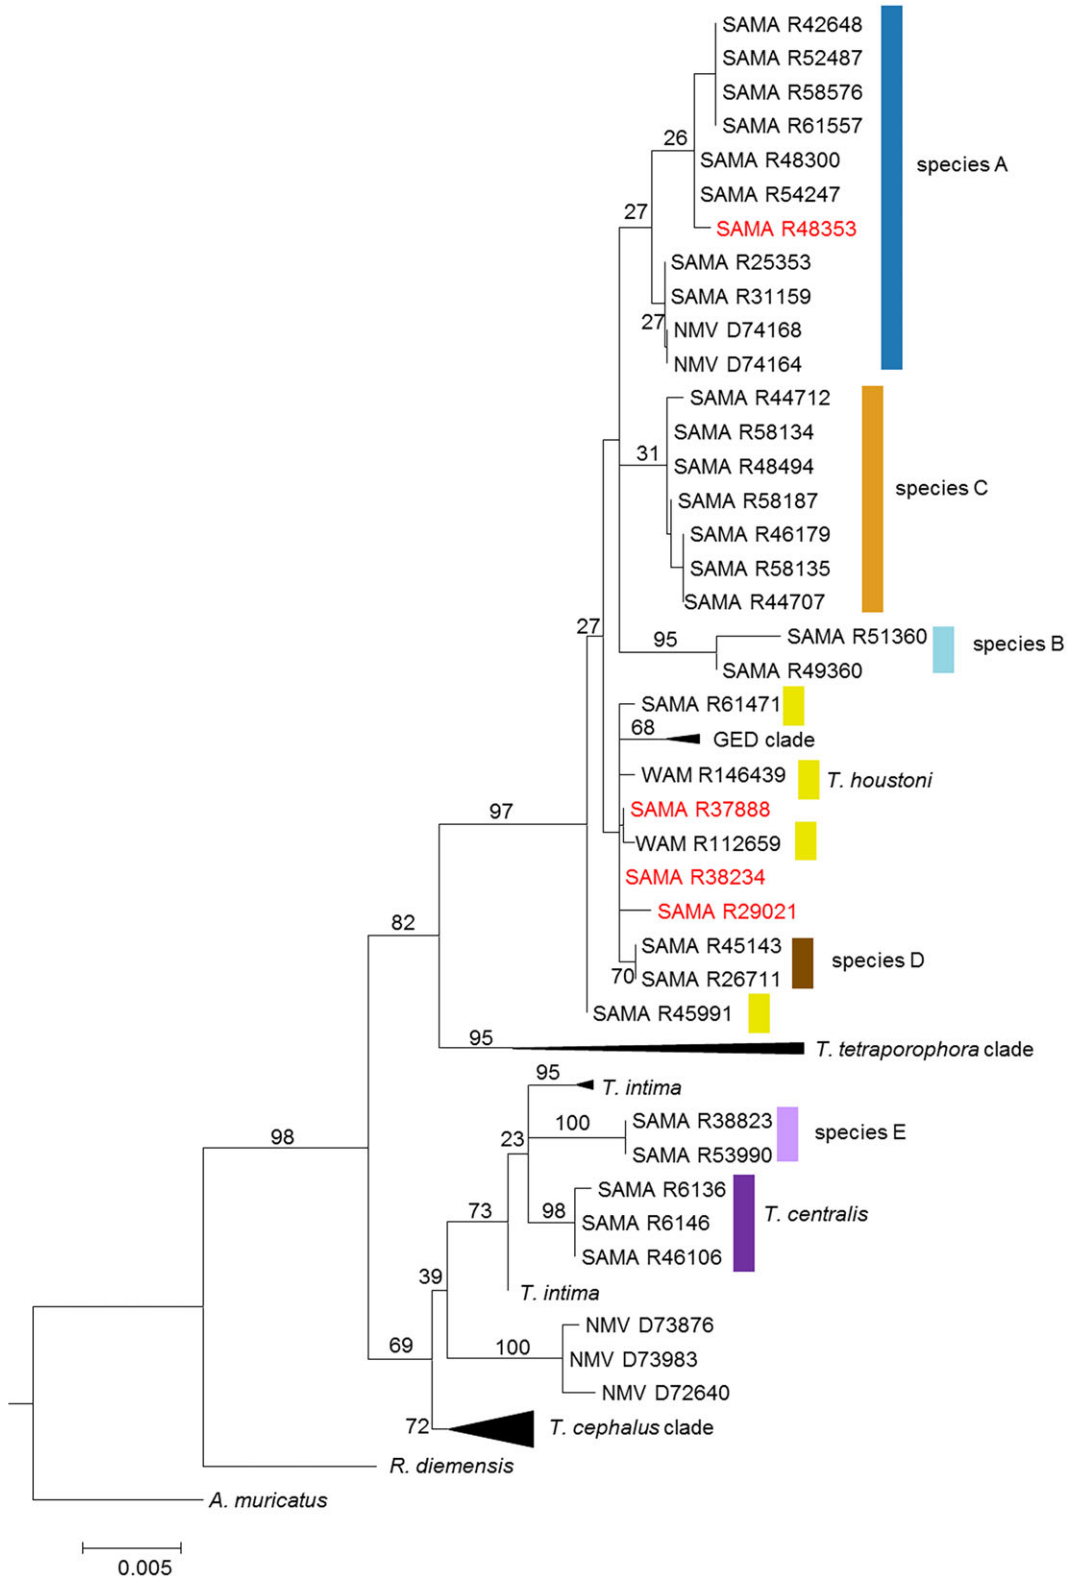 SAMA R42648
SAMA R52487
SAMA R58576
SAMA R61557
26
SAMA R48300
species A
SAMA R54247
27
SAMA R48353
SAMA R25353
SAMA R31159
27
NMV D74168
NMV D74164
SAMA R44712
SAMA R58134
31
SAMA R48494
species C
SAMA R58187
SAMA R46179
SAMA R58135
SAMA R44707
27
95
SAMA R51360
species B
SAMA R49360
SAMA R61471
68
GED clade
WAM R146439
T. houstoni
97
SAMA R37888
WAM R112659
SAMA R38234
SAMA R29021
82
SAMA R45143
species D
70
SAMA R26711
SAMA R45991
95
T. tetraporophora clade
95
T. intima
100
SAMA R38823
species E
98
23
SAMA R53990
SAMA R6136
73
98
SAMA R6146
T. centralis
SAMA R46106
39
T. intima
NMV D73876
69
100
NMV D73983
NMV D72640
72
T. cephalus clade
R. diemensis
A. muricatus
0.005